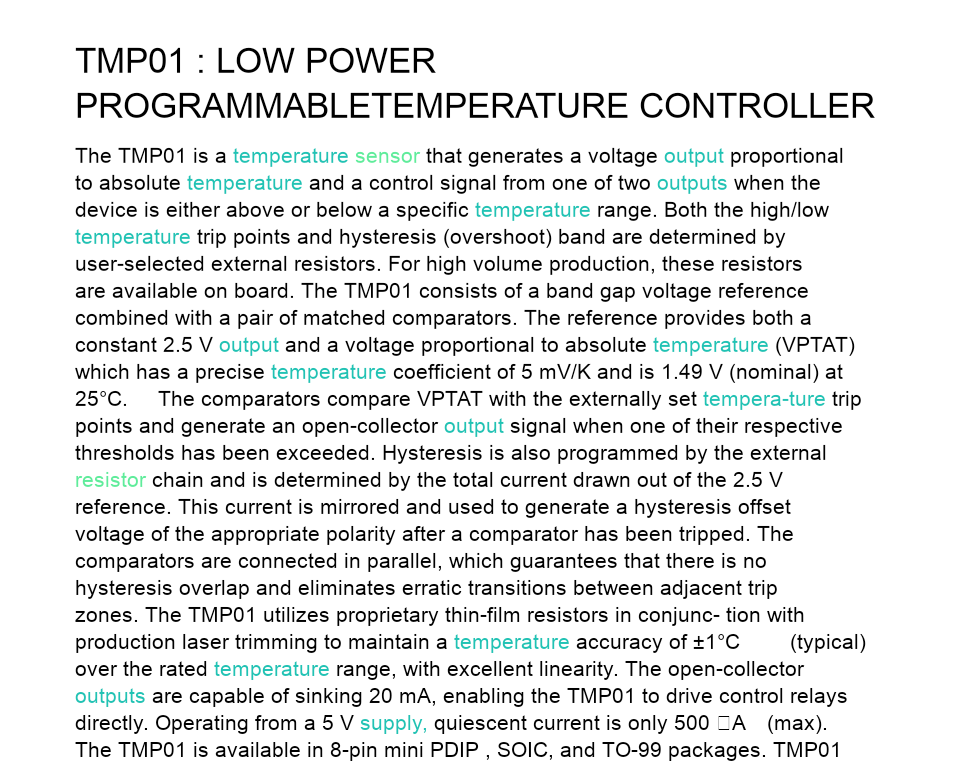 TMP01 : LOW POWER
PROGRAMMABLETEMPERATURE CONTROLLER
The TMP01 is a temperature sensor that generates a voltage output proportional
to absolute temperature and a control signal from one of two outputs when the
device is either above or below a specific temperature range. Both the high/low
temperature trip points and hysteresis (overshoot) band are determined by
user-selected external resistors. For high volume production, these resistors
are available on board. The TMP01 consists of a band gap voltage reference
combined with a pair of matched comparators. The reference provides both a
constant 2.5 V output and a voltage proportional to absolute temperature (VPTAT)
which has a precise temperature coefficient of 5 mV/K and is 1.49 V (nominal) at
25°C. The comparators compare VPTAT with the externally set tempera-ture trip
points and generate an open-collector output signal when one of their respective
thresholds has been exceeded. Hysteresis is also programmed by the external
resistor chain and is determined by the total current drawn out of the 2.5 V
reference. This current is mirrored and used to generate a hysteresis offset
voltage of the appropriate polarity after a comparator has been tripped. The
comparators are connected in parallel, which guarantees that there is no
hysteresis overlap and eliminates erratic transitions between adjacent trip
zones. The TMP01 utilizes proprietary thin-film resistors in conjunc- tion with
production laser trimming to maintain a temperature accuracy of ±1°C (typical)
over the rated temperature range, with excellent linearity. The open-collector
outputs are capable of sinking 20 mA, enabling the TMP01 to drive control relays
directly. Operating from a 5 V supply, quiescent current is only 500 □A (max).
The TMP01 is available in 8-pin mini PDIP , SOIC, and TO-99 packages. TMP01